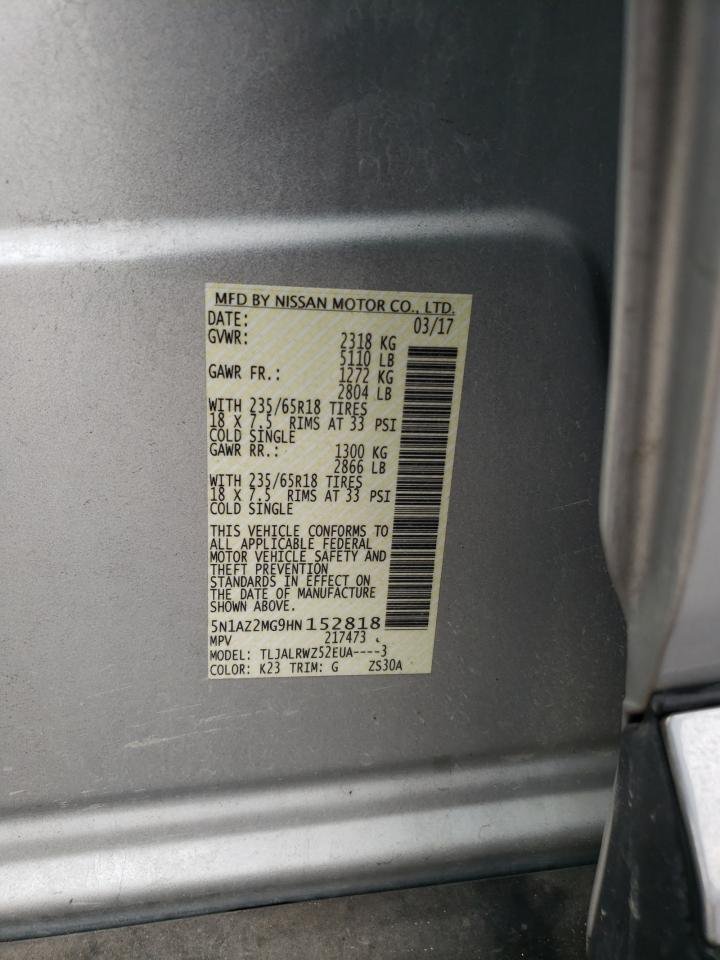 MFD BY NISSAN MOTOR CO., LTD.
DATE: 03/17
GVWR: 2318 KG
5110 LB
GAWR FR.: 1272 KG
2804 LB
WITH 235/65R18 TIRES
18 X 7.5 RIMS AT 33 PSI
COLD SINGLE
GAWR RR.: 1300 KG
2866 LB
WITH 235/65R18 TIRES
18 X 7.5 RIMS AT 33 PSI
COLD SINGLE
THIS VEHICLE CONFORMS TO
ALL APPLICABLE FEDERAL
MOTOR VEHICLE SAFETY AND
THEFT PREVENTION
STANDARDS IN EFFECT ON
THE DATE OF MANUFACTURE
SHOWN ABOVE.
5N1AZ2MG9HN152818
MPV 217473
MODEL: TLJALRWZ52EUA----3
COLOR: K23 TRIM: G ZS30A